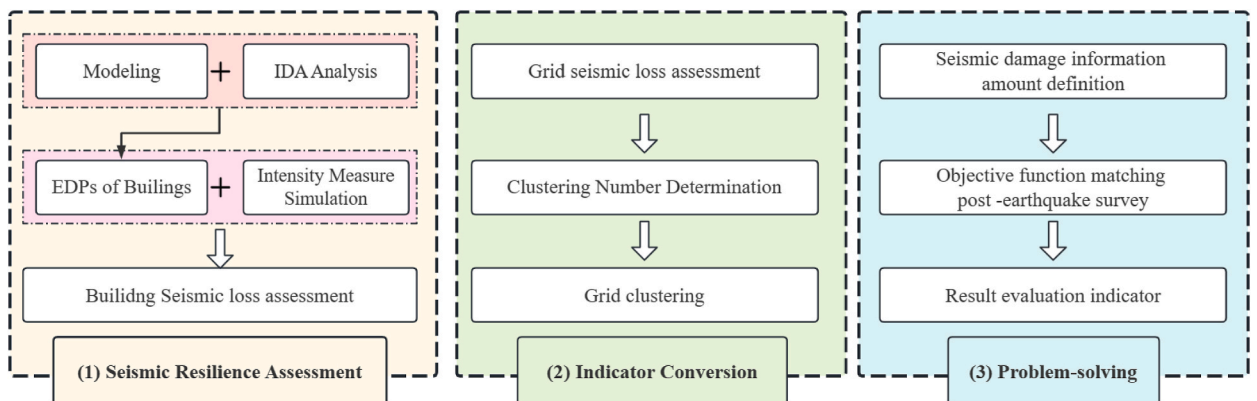 Modeling
+
IDA Analysis
EDPs of Builings
+
Intensity Measure
Simulation
Builidng Seismic loss assessment
(1) Seismic Resilience Assessment
Grid seismic loss assessment
Clustering Number Determination
Grid clustering
(2) Indicator Conversion
Seismic damage information
amount definition
Objective function matching
post -earthquake survey
Result evaluation indicator
(3) Problem-solving